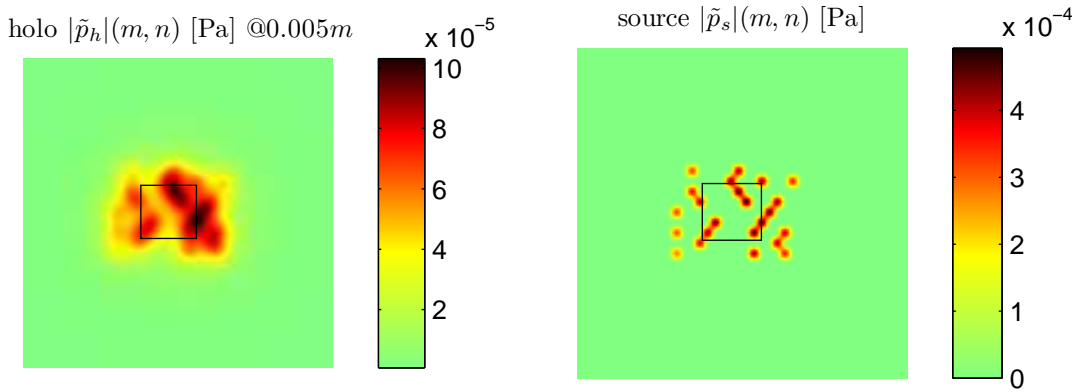 holo |p̃_h|(m, n) [Pa] @0.005m
x 10^-5
10
8
6
4
2
source |p̃_s|(m, n) [Pa]
x 10^-4
4
3
2
1
0